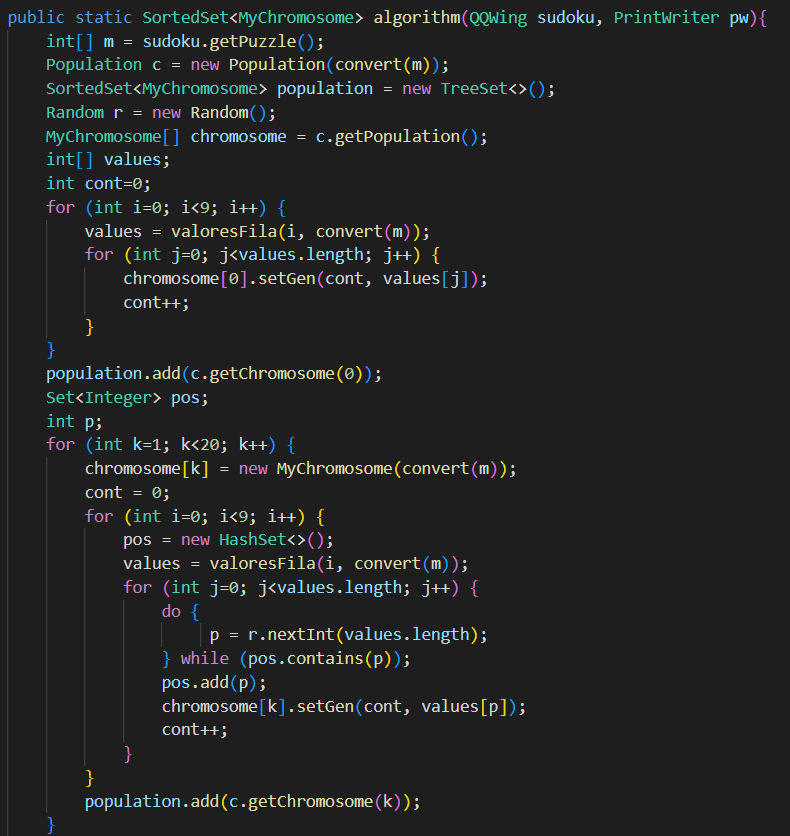 public static SortedSet<MyChromosome> algorithm(QQWing sudoku, PrintWriter pw){
    int[] m = sudoku.getPuzzle();
    Population c = new Population(convert(m));
    SortedSet<MyChromosome> population = new TreeSet<>();
    Random r = new Random();
    MyChromosome[] chromosome = c.getPopulation();
    int[] values;
    int cont=0;
    for (int i=0; i<9; i++) {
        values = valoresFila(i, convert(m));
        for (int j=0; j<values.length; j++) {
            chromosome[0].setGen(cont, values[j]);
            cont++;
        }
    }
    population.add(c.getChromosome(0));
    Set<Integer> pos;
    int p;
    for (int k=1; k<20; k++) {
        chromosome[k] = new MyChromosome(convert(m));
        cont = 0;
        for (int i=0; i<9; i++) {
            pos = new HashSet<>();
            values = valoresFila(i, convert(m));
            for (int j=0; j<values.length; j++) {
                do {
                     p = r.nextInt(values.length);
                } while (pos.contains(p));
                pos.add(p);
                chromosome[k].setGen(cont, values[p]);
                cont++;
            }
        }
        population.add(c.getChromosome(k));
    }